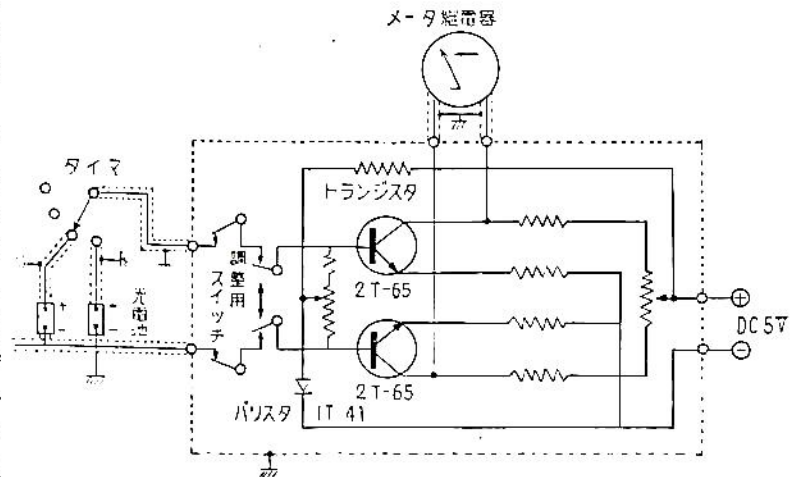 メータ継電器
タイマ
トランジスタ
調整用
スイッチ
2T-65
光電池
+
-
+
-
⊕
DC5V
⊖
2T-65
バリスタ
1T 41